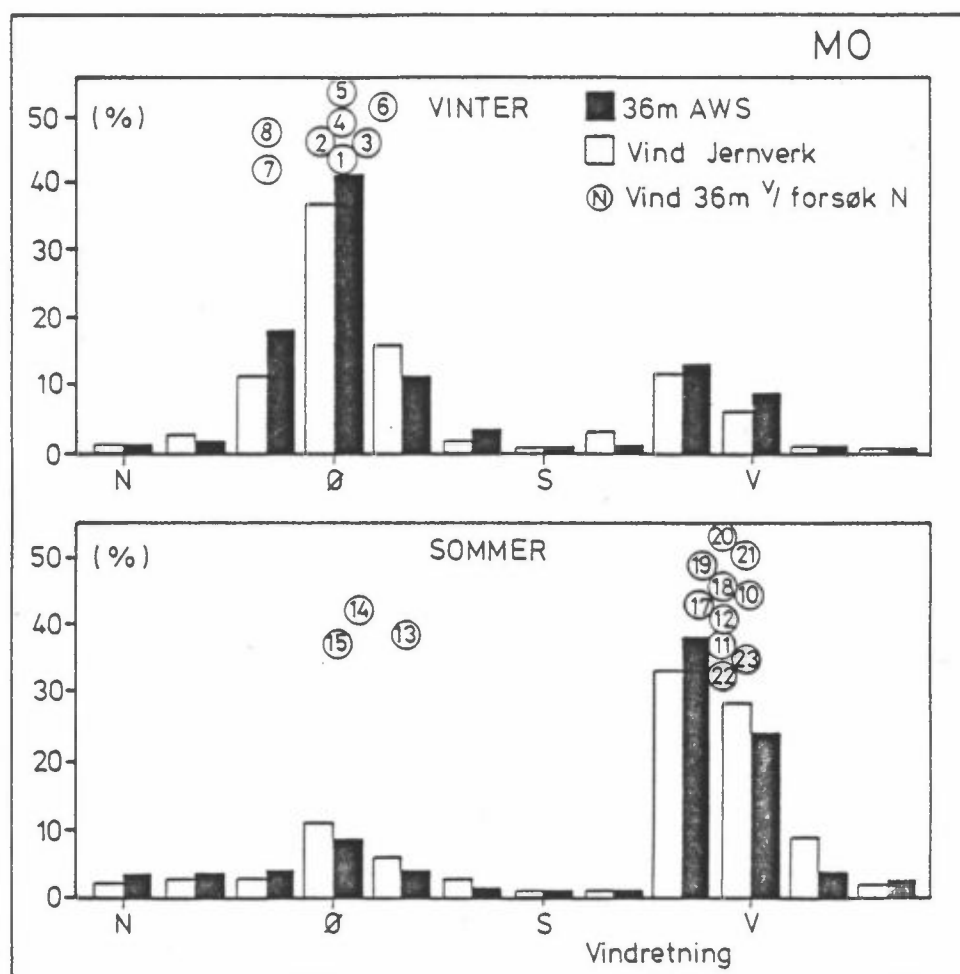 MO
(%)
VINTER
36m AWS
Vind Jernverk
Ⓝ Vind 36m V/ forsøk N
50
40
30
20
10
0
5
6
8
4
2
3
7
1
N
Ø
S
V
(%)
SOMMER
50
40
30
20
10
0
20
21
19
18
10
17
14
12
15
13
11
23
22
N
Ø
S
V
Vindretning